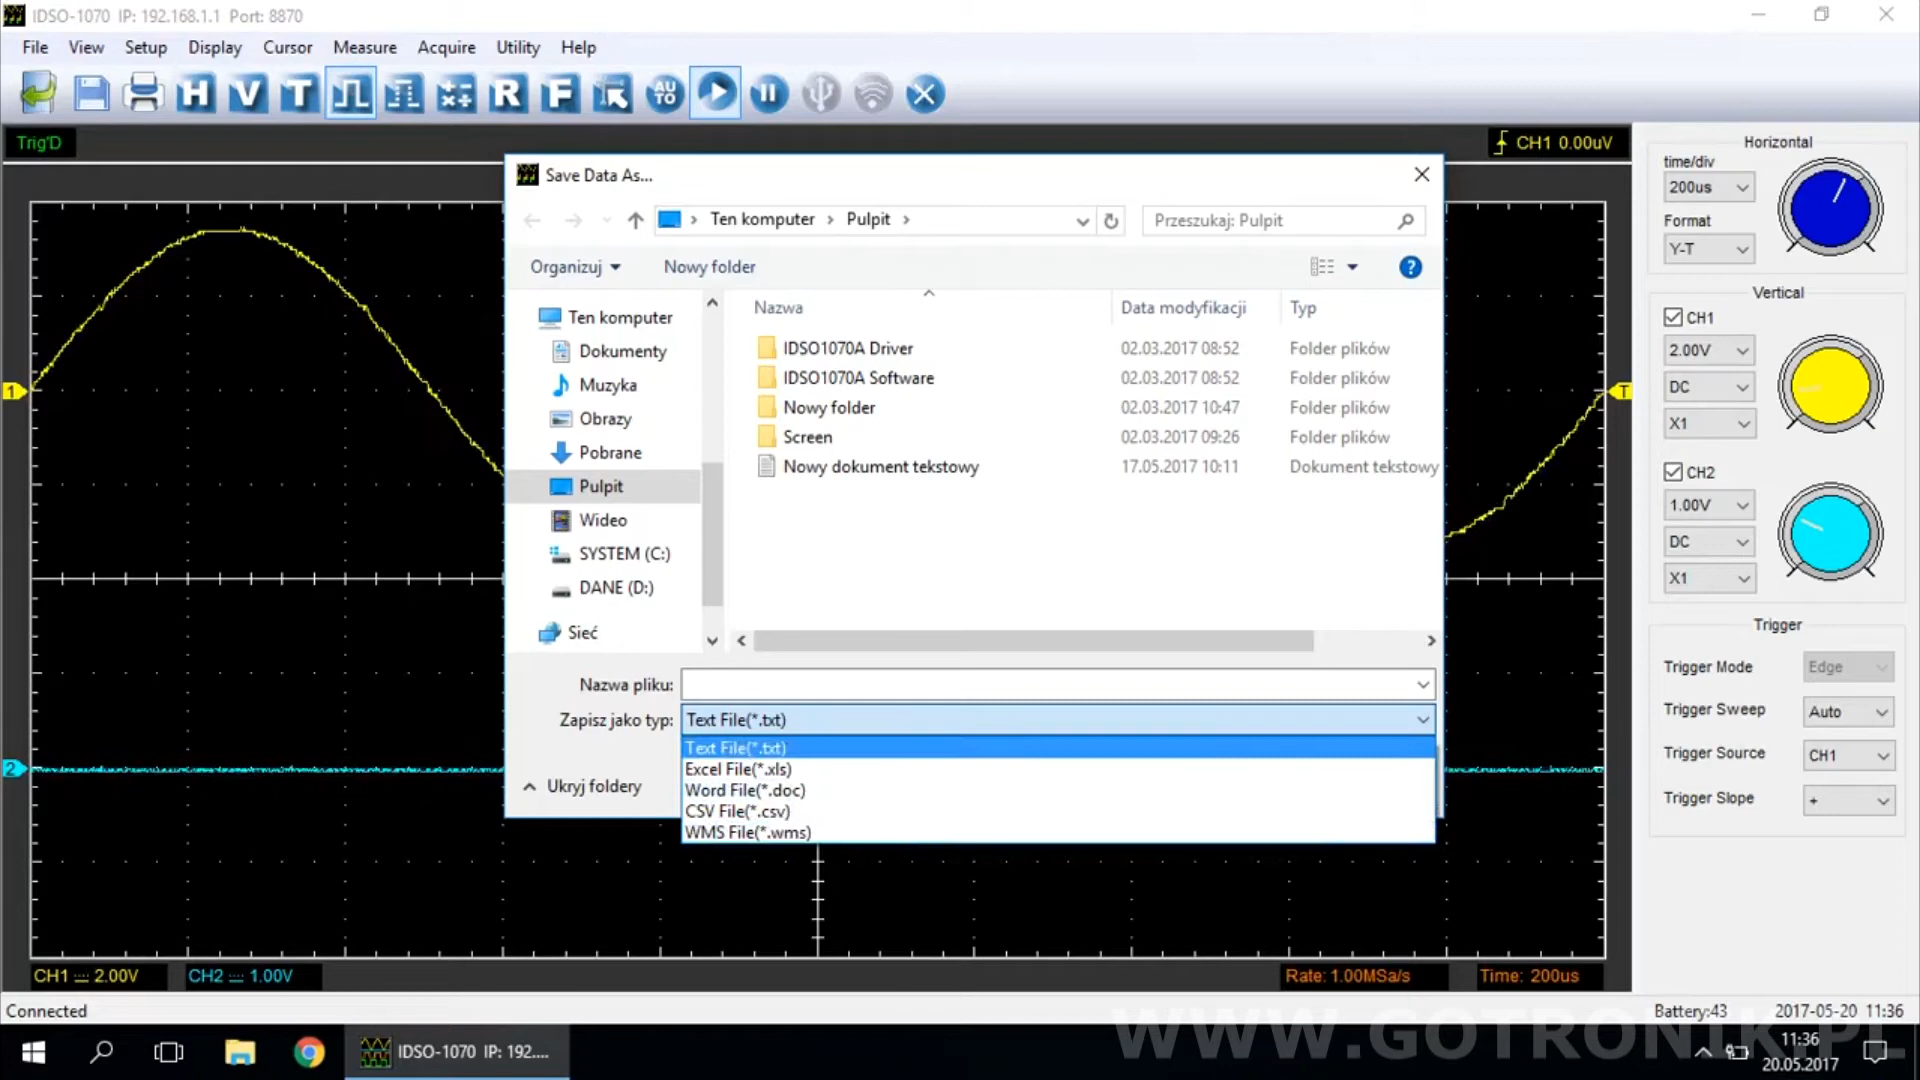 IDSO-1070 IP: 192.168.1.1 Port: 8870
File View Setup Display Cursor Measure Acquire Utility Help
H V T R F AUTO
Trig'D
CH1 0.00uV
Save Data As...
Ten komputer > Pulpit >
Przeszukaj: Pulpit
Organizuj
Nowy folder
?
Ten komputer
Dokumenty
Muzyka
Obrazy
Pobrane
Pulpit
Wideo
SYSTEM (C:)
DANE (D:)
Sieć
Nazwa Data modyfikacji Typ
IDSO1070A Driver 02.03.2017 08:52 Folder plików
IDSO1070A Software 02.03.2017 08:52 Folder plików
Nowy folder 02.03.2017 10:47 Folder plików
Screen 02.03.2017 09:26 Folder plików
Nowy dokument tekstowy 17.05.2017 10:11 Dokument tekstowy
Nazwa pliku:
Zapisz jako typ: Text File(*.txt)
Text File(*.txt)
Excel File(*.xls)
Word File(*.doc)
CSV File(*.csv)
WMS File(*.wms)
Ukryj foldery
1
2
T
Horizontal
time/div
200us
Format
Y-T
Vertical
CH1
2.00V
DC
X1
CH2
1.00V
DC
X1
Trigger
Trigger Mode Edge
Trigger Sweep Auto
Trigger Source CH1
Trigger Slope +
CH1 2.00V
CH2 1.00V
Rate: 1.00MSa/s
Time: 200us
Connected
Battery:43
2017-05-20 11:36
WWW.GOTRONIK.PL
IDSO-1070 IP: 192....
11:36
20.05.2017